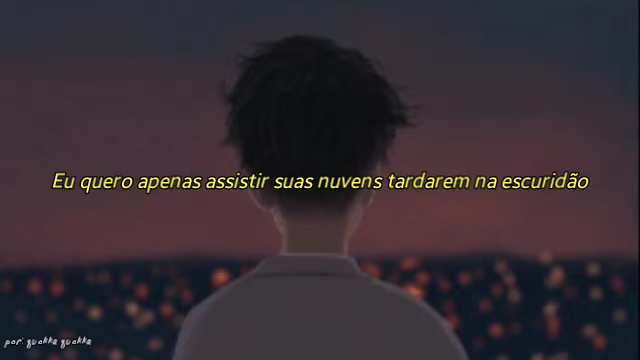 Eu quero apenas assistir suas nuvens tardarem na escuridão
por: quokka quokka